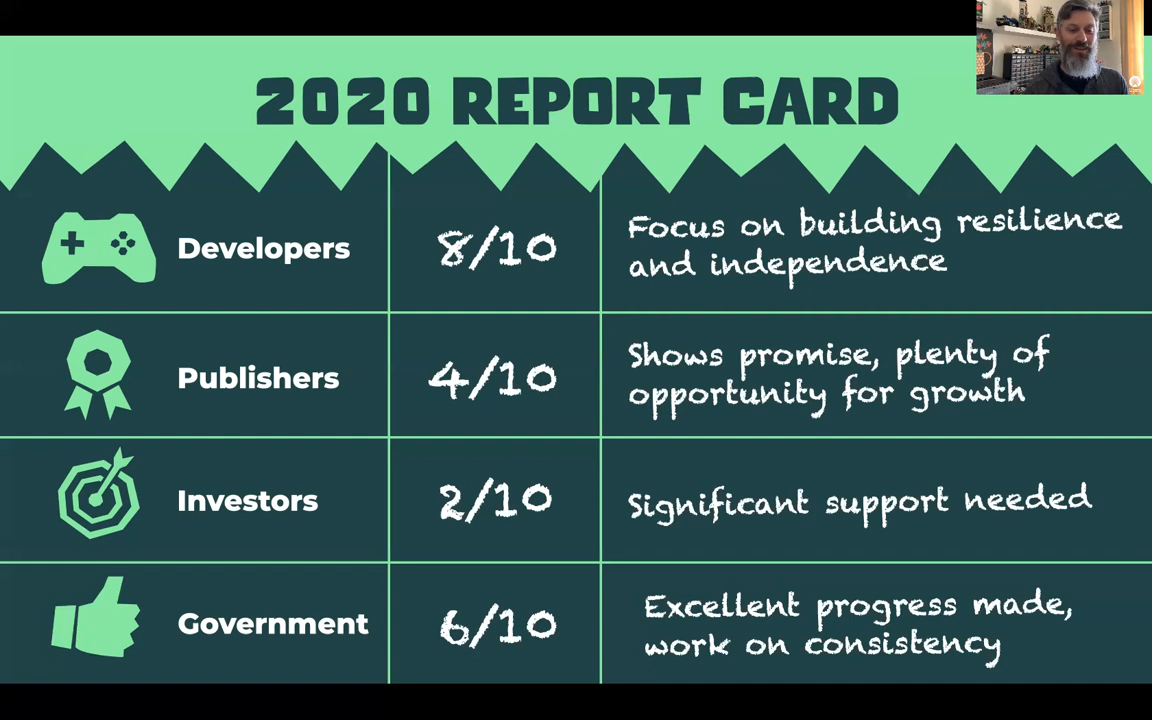 2020 REPORT CARD
Developers
8/10
Focus on building resilience
and independence
Publishers
4/10
Shows promise, plenty of
opportunity for growth
Investors
2/10
Significant support needed
Government
6/10
Excellent progress made,
work on consistency